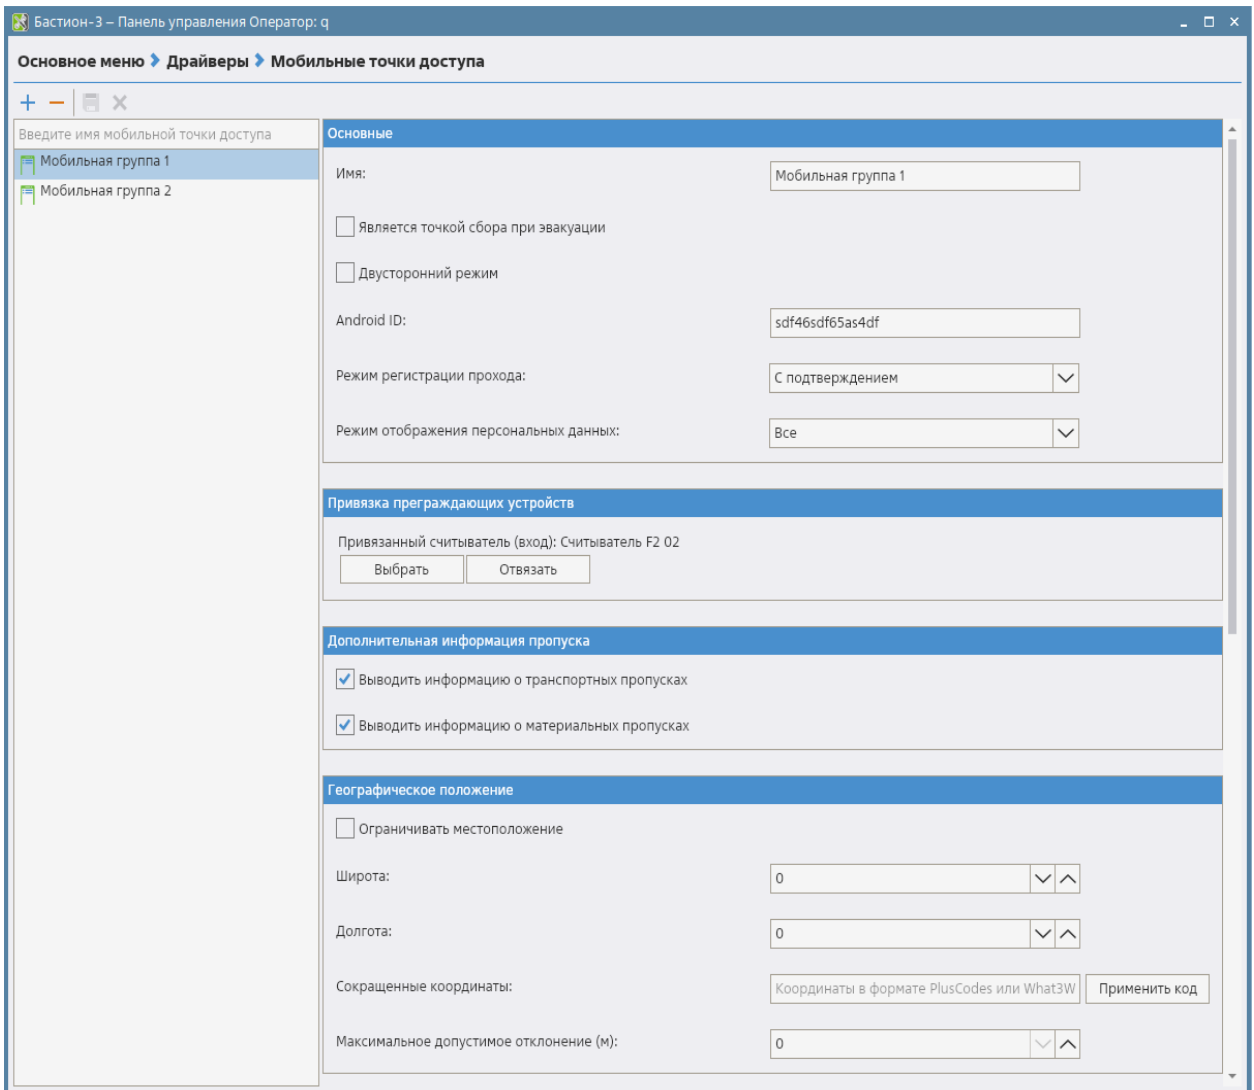 Бастион-3 – Панель управления Оператор: q
Основное меню Драйверы Мобильные точки доступа
Введите имя мобильной точки доступа
Мобильная группа 1
Мобильная группа 2
Основные
Имя: Мобильная группа 1
Является точкой сбора при эвакуации
Двусторонний режим
Android ID: sdf46sdf65as4df
Режим регистрации прохода: С подтверждением
Режим отображения персональных данных: Все
Привязка преграждающих устройств
Привязанный считыватель (вход): Считыватель F2 02
Выбрать Отвязать
Дополнительная информация пропуска
Выводить информацию о транспортных пропусках
Выводить информацию о материальных пропусках
Географическое положение
Ограничивать местоположение
Широта: 0
Долгота: 0
Сокращенные координаты: Координаты в формате PlusCodes или What3W Применить код
Максимальное допустимое отклонение (м): 0